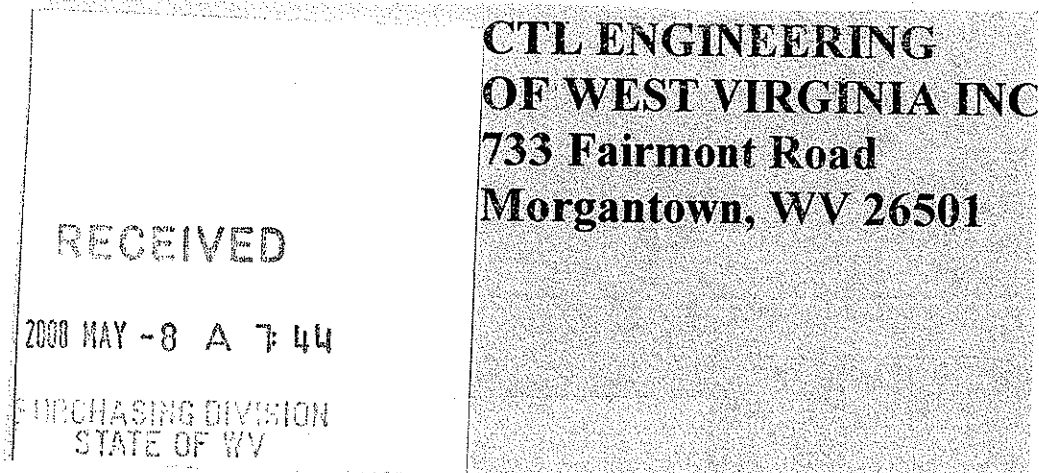 CTL ENGINEERING
OF WEST VIRGINIA INC
733 Fairmont Road
Morgantown, WV 26501
RECEIVED
2008 MAY -8 A 7:44
PURCHASING DIVISION
STATE OF WV